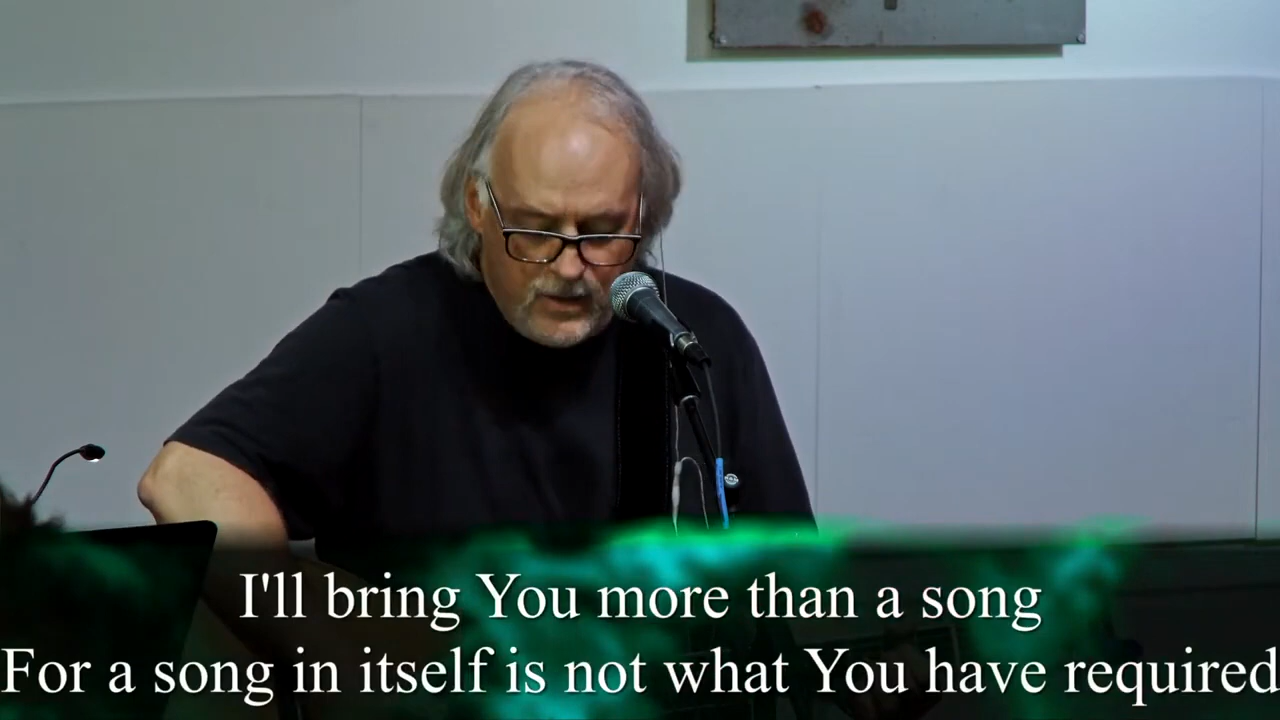 I'll bring You more than a song
For a song in itself is not what You have required